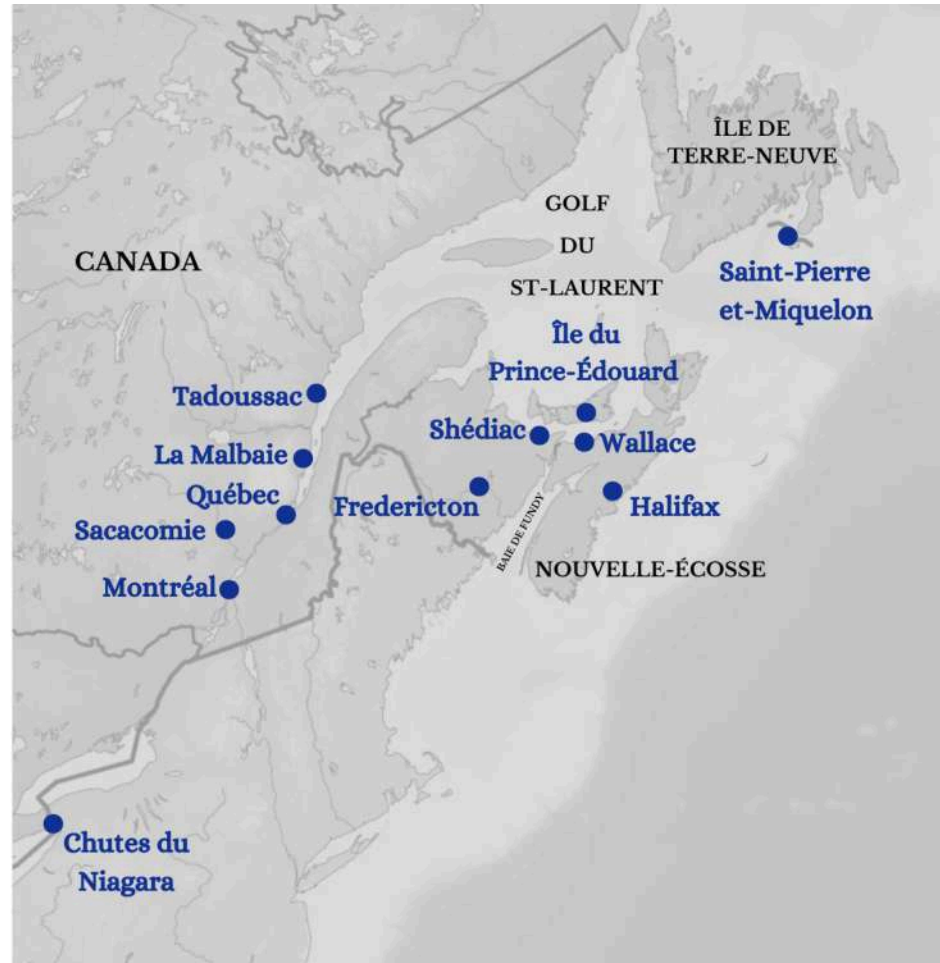 ÎLE DE
TERRE-NEUVE
GOLF
DU
ST-LAURENT
CANADA
Saint-Pierre
et-Miquelon
Île du
Prince-Édouard
Tadoussac
Shédiac
Wallace
La Malbaie
Québec
Fredericton
Halifax
Sacacomie
BAIE DE FUNDY
NOUVELLE-ÉCOSSE
Montréal
Chutes du
Niagara